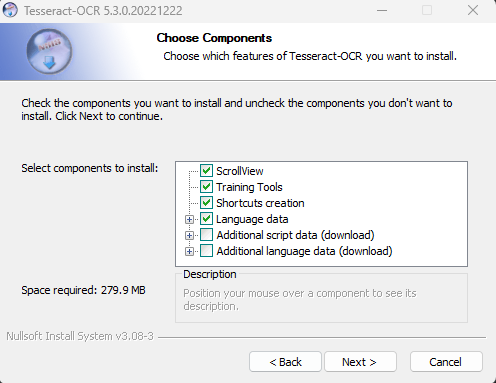 Tesseract-OCR 5.3.0.20221222
Choose Components
Choose which features of Tesseract-OCR you want to install.
Check the components you want to install and uncheck the components you don't want to
install. Click Next to continue.
Select components to install:
ScrollView
Training Tools
Shortcuts creation
Language data
Additional script data (download)
Additional language data (download)
Space required: 279.9 MB
Description
Position your mouse over a component to see its
description.
Nullsoft Install System v3.08-3
< Back
Next >
Cancel